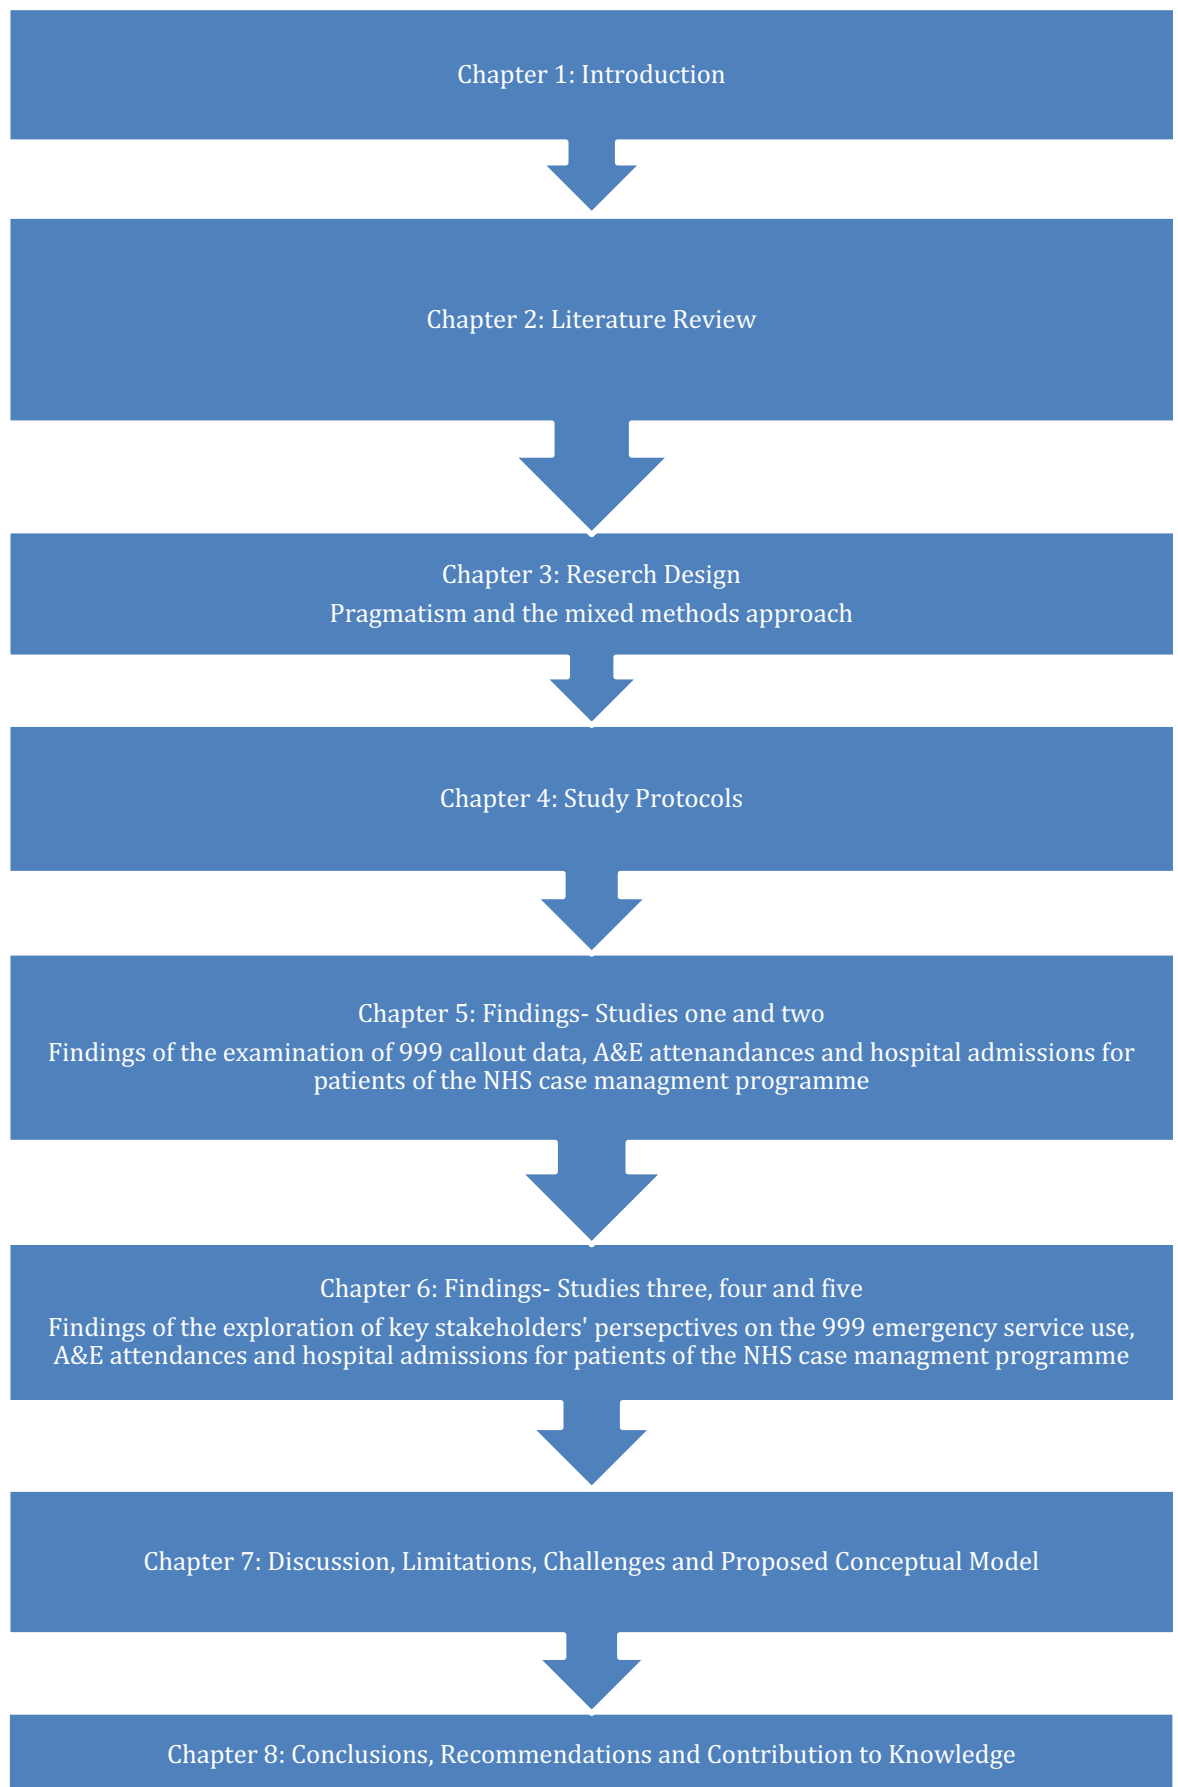 Chapter 1: Introduction
Chapter 2: Literature Review
Chapter 3: Reserch Design
Pragmatism and the mixed methods approach
Chapter 4: Study Protocols
Chapter 5: Findings- Studies one and two
Findings of the examination of 999 callout data, A&E attenandances and hospital admissions for
patients of the NHS case managment programme
Chapter 6: Findings- Studies three, four and five
Findings of the exploration of key stakeholders' persepctives on the 999 emergency service use,
A&E attendances and hospital admissions for patients of the NHS case managment programme
Chapter 7: Discussion, Limitations, Challenges and Proposed Conceptual Model
Chapter 8: Conclusions, Recommendations and Contribution to Knowledge